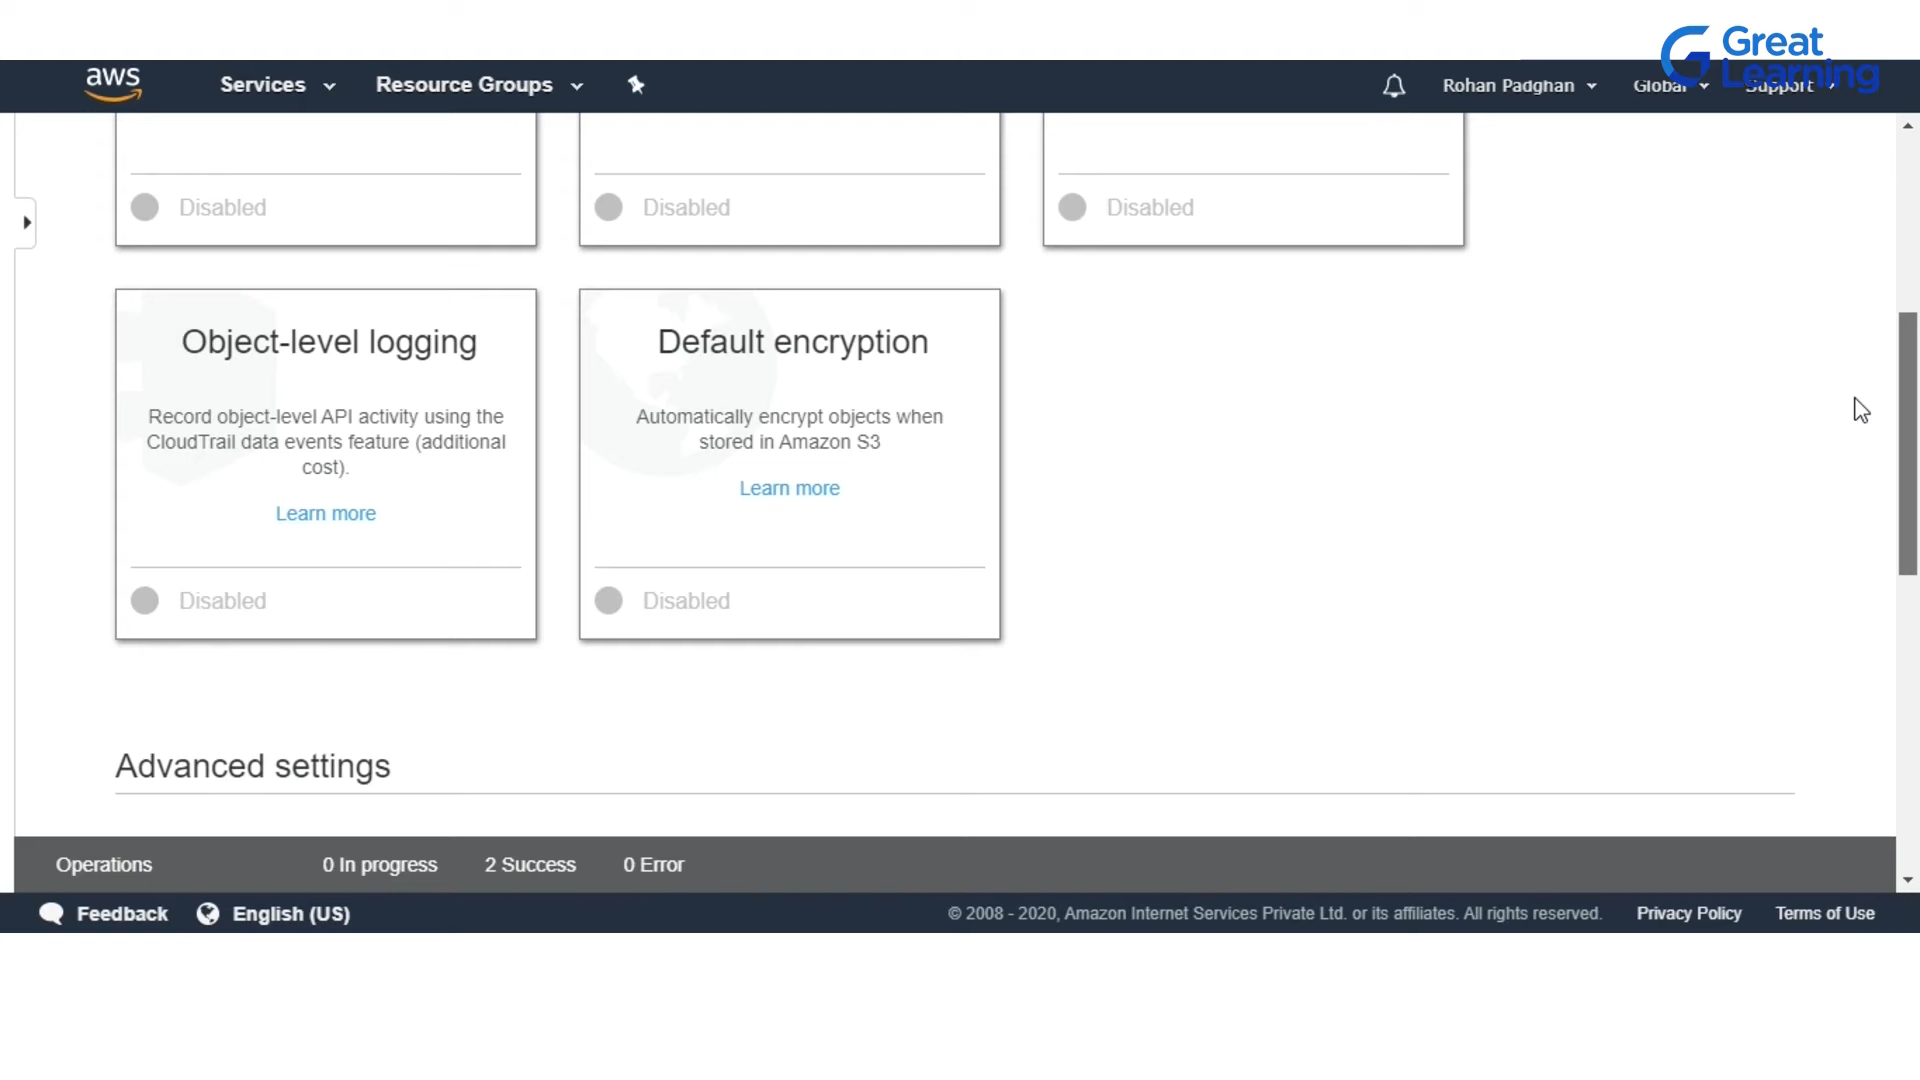 Great
Learning
aws
Services
Resource Groups
Rohan Padghan
Global
Support
Disabled
Disabled
Disabled
Object-level logging
Record object-level API activity using the
CloudTrail data events feature (additional
cost).
Learn more
Disabled
Default encryption
Automatically encrypt objects when
stored in Amazon S3
Learn more
Disabled
Advanced settings
Operations
0 In progress
2 Success
0 Error
Feedback
English (US)
© 2008 - 2020, Amazon Internet Services Private Ltd. or its affiliates. All rights reserved.
Privacy Policy
Terms of Use